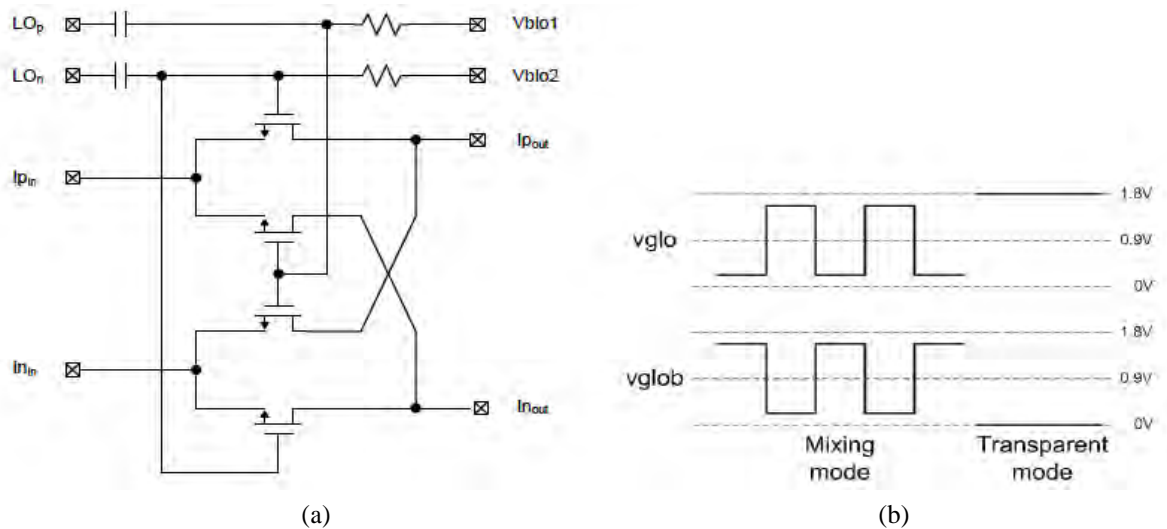 LOp Vblo1
LOn Vblo2
Ipout
Ipin
Inin
Inout
(a)
1.8V
vglo 0.9V
0V
1.8V
vglob 0.9V
0V
Mixing mode
Transparent mode
(b)